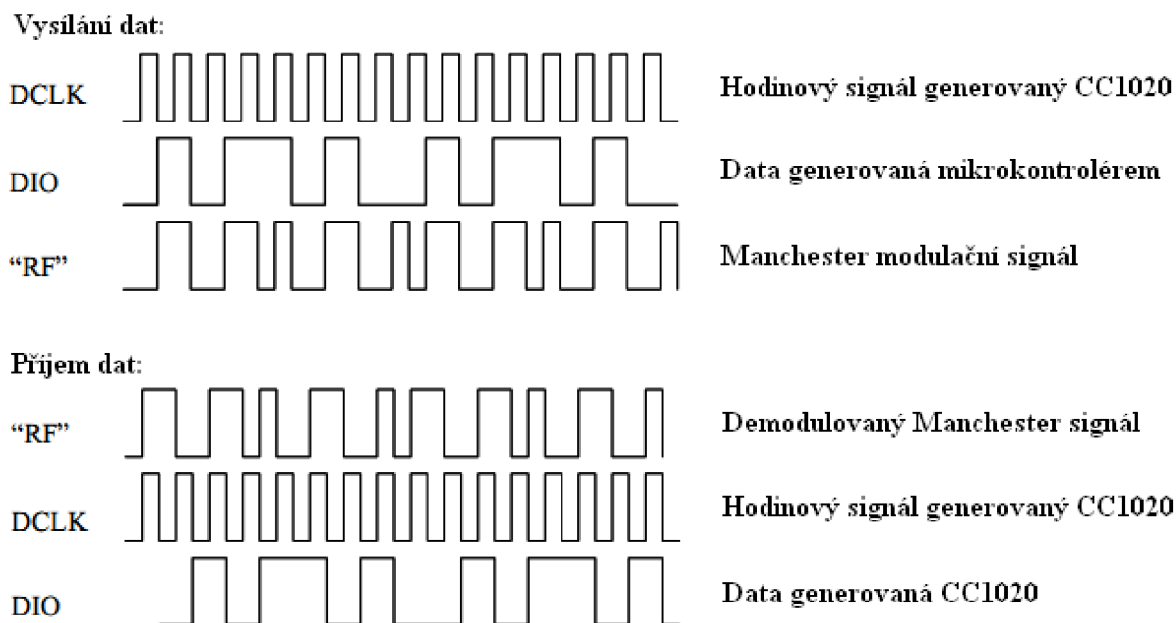 Vysílání dat:
DCLK Hodinový signál generovaný CC1020
DIO Data generovaná mikrokontrolérem
“RF” Manchester modulační signál
Příjem dat:
“RF” Demodulovaný Manchester signál
DCLK Hodinový signál generovaný CC1020
DIO Data generovaná CC1020